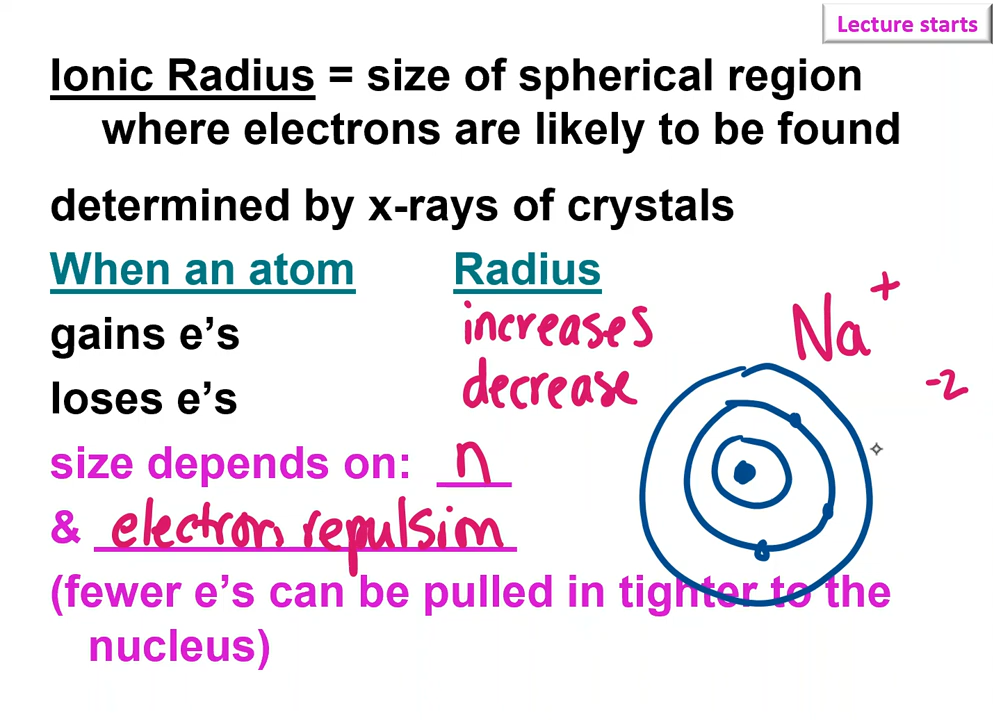 Lecture starts
Ionic Radius = size of spherical region
where electrons are likely to be found
determined by x-rays of crystals
When an atom Radius
gains e's increases
loses e's decrease
Na+
-2
size depends on: n
& electron repulsion
(fewer e's can be pulled in tighter to the
nucleus)